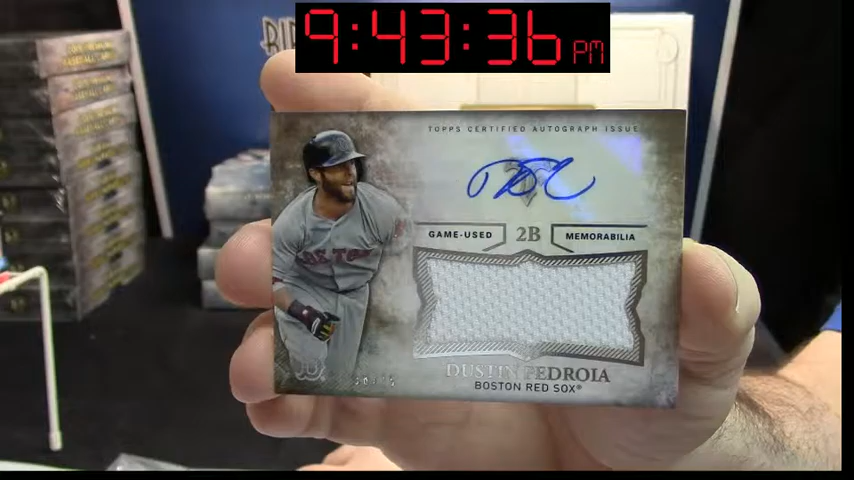 9:43:36 PM
TOPPS CERTIFIED AUTOGRAPH ISSUE
GAME-USED 2B MEMORABILIA
DUSTIN PEDROIA
BOSTON RED SOX®